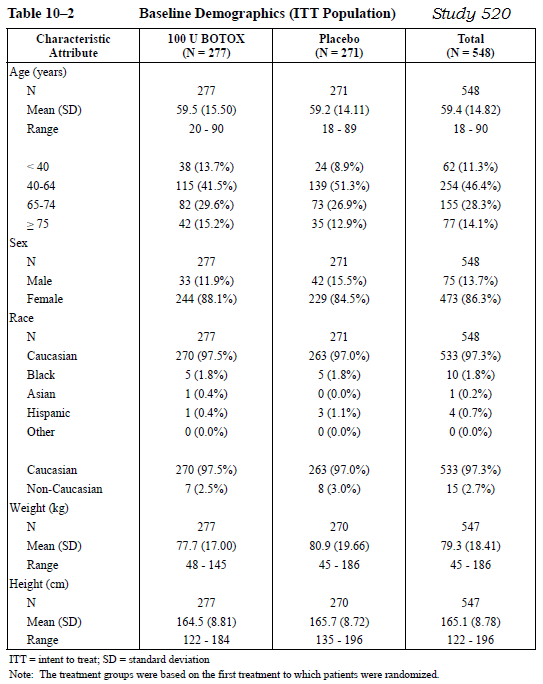 Table 10–2 Baseline Demographics (ITT Population) Study 520
Characteristic Attribute 100 U BOTOX (N = 277) Placebo (N = 271) Total (N = 548)
Age (years)
N 277 271 548
Mean (SD) 59.5 (15.50) 59.2 (14.11) 59.4 (14.82)
Range 20 - 90 18 - 89 18 - 90
< 40 38 (13.7%) 24 (8.9%) 62 (11.3%)
40-64 115 (41.5%) 139 (51.3%) 254 (46.4%)
65-74 82 (29.6%) 73 (26.9%) 155 (28.3%)
≥ 75 42 (15.2%) 35 (12.9%) 77 (14.1%)
Sex
N 277 271 548
Male 33 (11.9%) 42 (15.5%) 75 (13.7%)
Female 244 (88.1%) 229 (84.5%) 473 (86.3%)
Race
N 277 271 548
Caucasian 270 (97.5%) 263 (97.0%) 533 (97.3%)
Black 5 (1.8%) 5 (1.8%) 10 (1.8%)
Asian 1 (0.4%) 0 (0.0%) 1 (0.2%)
Hispanic 1 (0.4%) 3 (1.1%) 4 (0.7%)
Other 0 (0.0%) 0 (0.0%) 0 (0.0%)
Caucasian 270 (97.5%) 263 (97.0%) 533 (97.3%)
Non-Caucasian 7 (2.5%) 8 (3.0%) 15 (2.7%)
Weight (kg)
N 277 270 547
Mean (SD) 77.7 (17.00) 80.9 (19.66) 79.3 (18.41)
Range 48 - 145 45 - 186 45 - 186
Height (cm)
N 277 270 547
Mean (SD) 164.5 (8.81) 165.7 (8.72) 165.1 (8.78)
Range 122 - 184 135 - 196 122 - 196
ITT = intent to treat; SD = standard deviation
Note: The treatment groups were based on the first treatment to which patients were randomized.